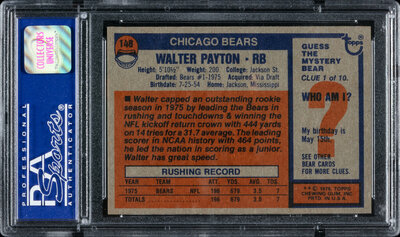 COLLECTORS
UNIVERSE
PSA
Sports
PROFESSIONAL
AUTHENTICATOR
148
CHICAGO BEARS
WALTER PAYTON • RB
Height: 5'10½" Weight: 200 College: Jackson St.
Drafted: Bears #1-1975 Acquired: Via Draft
Birthdate: 7-25-54 Home: Jackson, Mississippi
■ Walter capped an outstanding rookie
season in 1975 by leading the Bears in
rushing and touchdowns & winning the
NFL kickoff return crown with 444 yards
on 14 tries for a 31.7 average. The leading
scorer in NCAA history with 464 points,
he led the nation in scoring as a junior.
Walter has great speed.
RUSHING RECORD
YEAR TEAM LEA ATT. YDS. AVG. TD
1975 BEARS NFL 196 679 3.5 7
TOTALS 196 679 3.5 7
Topps
GUESS
THE
MYSTERY
BEAR
CLUE 1 of 10.
WHO AM I?
?
My birthday is
May 15th.
SEE OTHER
BEAR CARDS
FOR MORE CLUES.
© 1976 TOPPS
CHEWING GUM, INC.
PRTD. IN U.S.A.